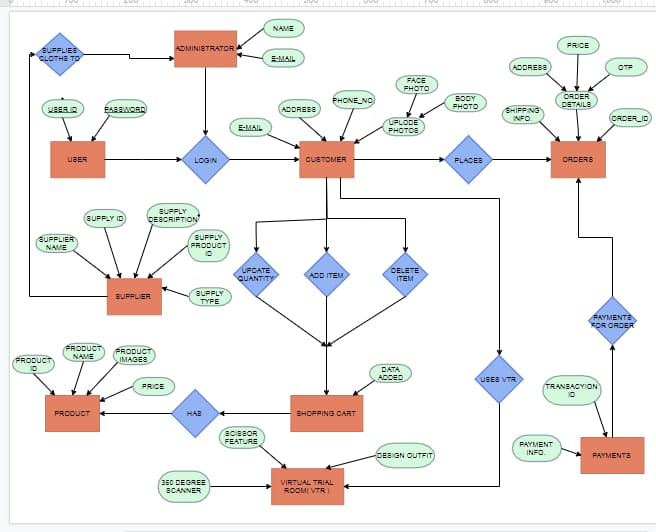 NAME
SUPPLIES
CLOTHS TO
ADMINISTRATOR
E-MAIL
PRICE
ADDRESS
OTP
FACE
PHOTO
PHONE_NO.
BODY
PHOTO
ORDER
DETAILS
USER ID
PASSWORD
ADDRESS
SHIPPING
INFO.
ORDER_ID
E-MAIL
UPLODE
PHOTOS
USER
LOGIN
CUSTOMER
PLACES
ORDERS
SUPPLY ID
SUPPLY
DESCRIPTION
SUPPLIER
NAME
SUPPLY
PRODUCT
ID
UPDATE
QUANTITY
ADD ITEM
DELETE
ITEM
SUPPLIER
SUPPLY
TYPE
PAYMENTS
FOR ORDER
PRODUCT
ID
PRODUCT
NAME
PRODUCT
IMAGES
DATA
ADDED
USES VTR
PRICE
TRANSACYION
ID
PRODUCT
HAS
SHOPPING CART
SCISSOR
FEATURE
PAYMENT
INFO.
PAYMENTS
DESIGN OUTFIT
360 DEGREE
SCANNER
VIRTUAL TRIAL
ROOM( VTR )